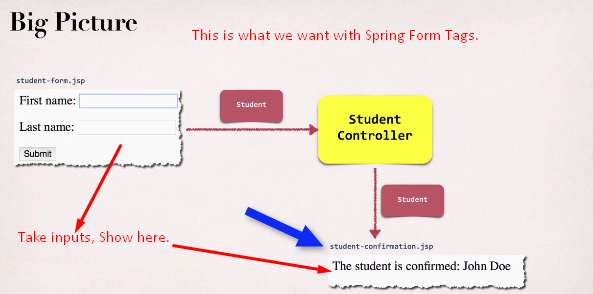 Big Picture
This is what we want with Spring Form Tags.
student-form.jsp
First name:
Last name:
Submit
Student
Student
Controller
Student
Take inputs, Show here.
student-confirmation.jsp
The student is confirmed: John Doe